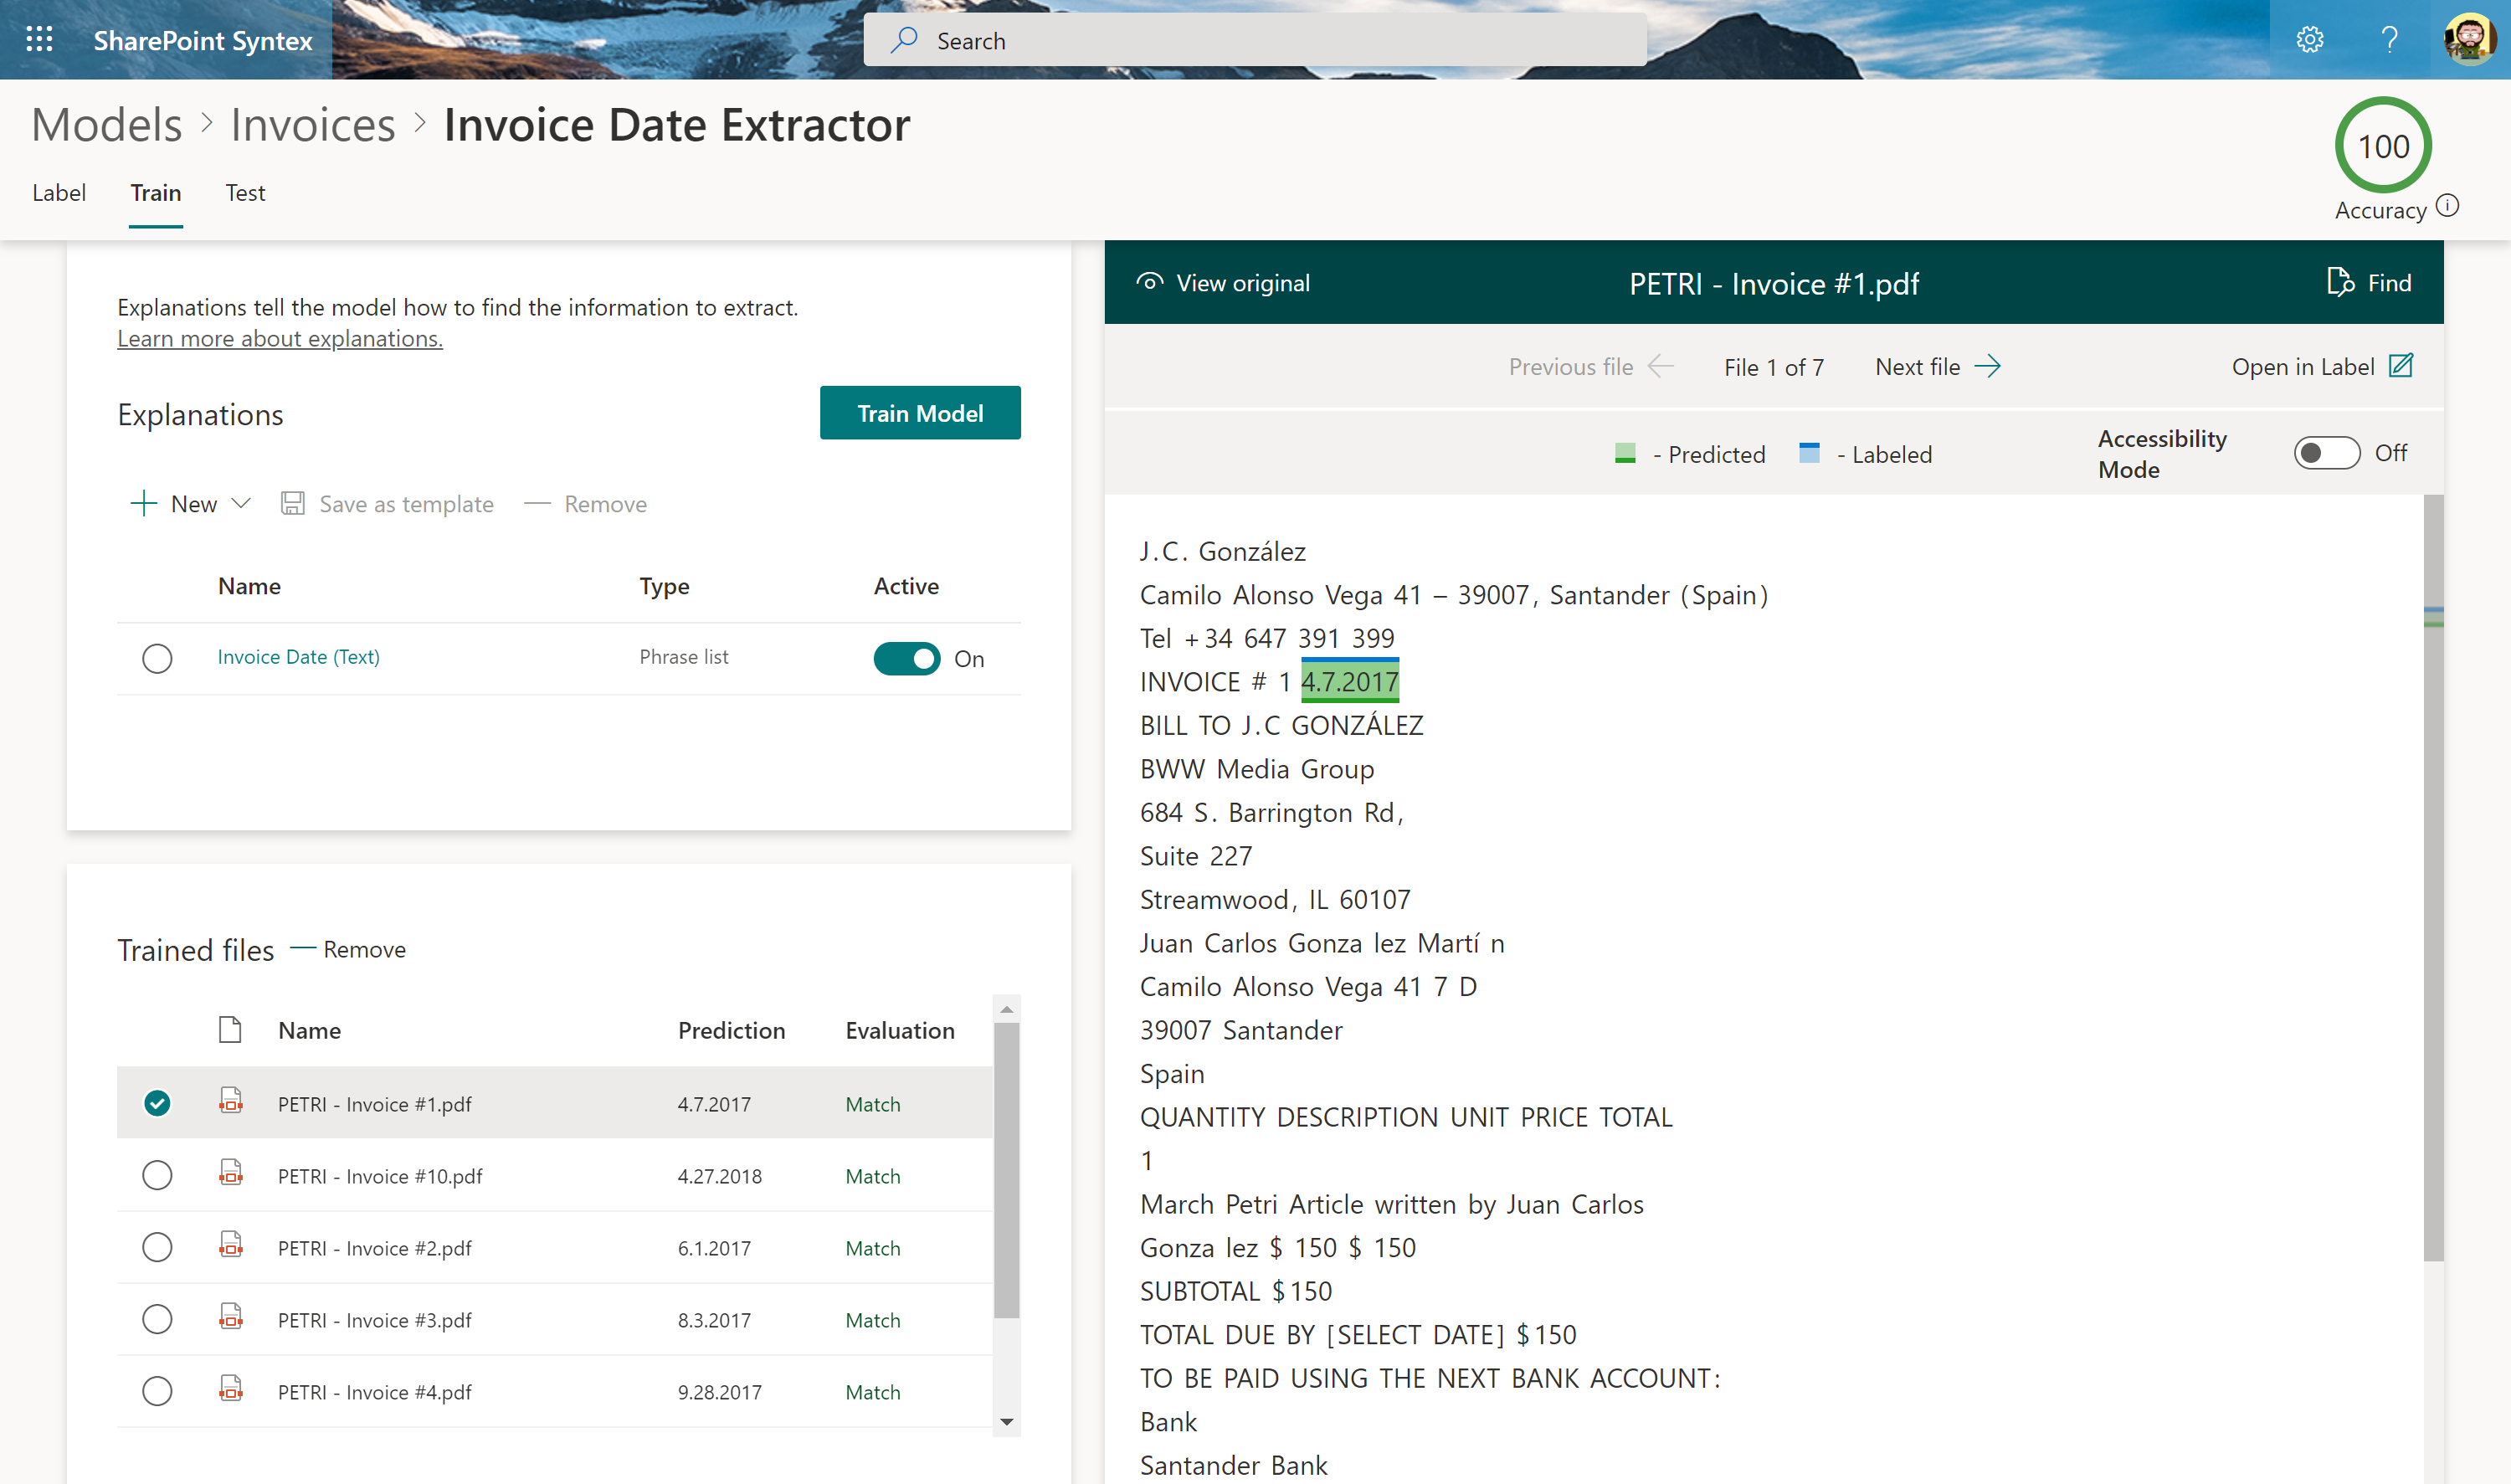 SharePoint Syntex
Search
Models > Invoices > Invoice Date Extractor
100
Accuracy
Label Train Test
Explanations tell the model how to find the information to extract.
Learn more about explanations.
Explanations
Train Model
New Save as template Remove
Name Type Active
Invoice Date (Text) Phrase list On
Trained files Remove
Name Prediction Evaluation
PETRI - Invoice #1.pdf 4.7.2017 Match
PETRI - Invoice #10.pdf 4.27.2018 Match
PETRI - Invoice #2.pdf 6.1.2017 Match
PETRI - Invoice #3.pdf 8.3.2017 Match
PETRI - Invoice #4.pdf 9.28.2017 Match
View original PETRI - Invoice #1.pdf Find
Previous file File 1 of 7 Next file Open in Label
- Predicted - Labeled
Accessibility
Mode
Off
J.C. González
Camilo Alonso Vega 41 – 39007, Santander (Spain)
Tel +34 647 391 399
INVOICE # 1 4.7.2017
BILL TO J.C GONZÁLEZ
BWW Media Group
684 S. Barrington Rd,
Suite 227
Streamwood, IL 60107
Juan Carlos Gonza lez Martí n
Camilo Alonso Vega 41 7 D
39007 Santander
Spain
QUANTITY DESCRIPTION UNIT PRICE TOTAL
1
March Petri Article written by Juan Carlos
Gonza lez $ 150 $ 150
SUBTOTAL $150
TOTAL DUE BY [SELECT DATE] $150
TO BE PAID USING THE NEXT BANK ACCOUNT:
Bank
Santander Bank